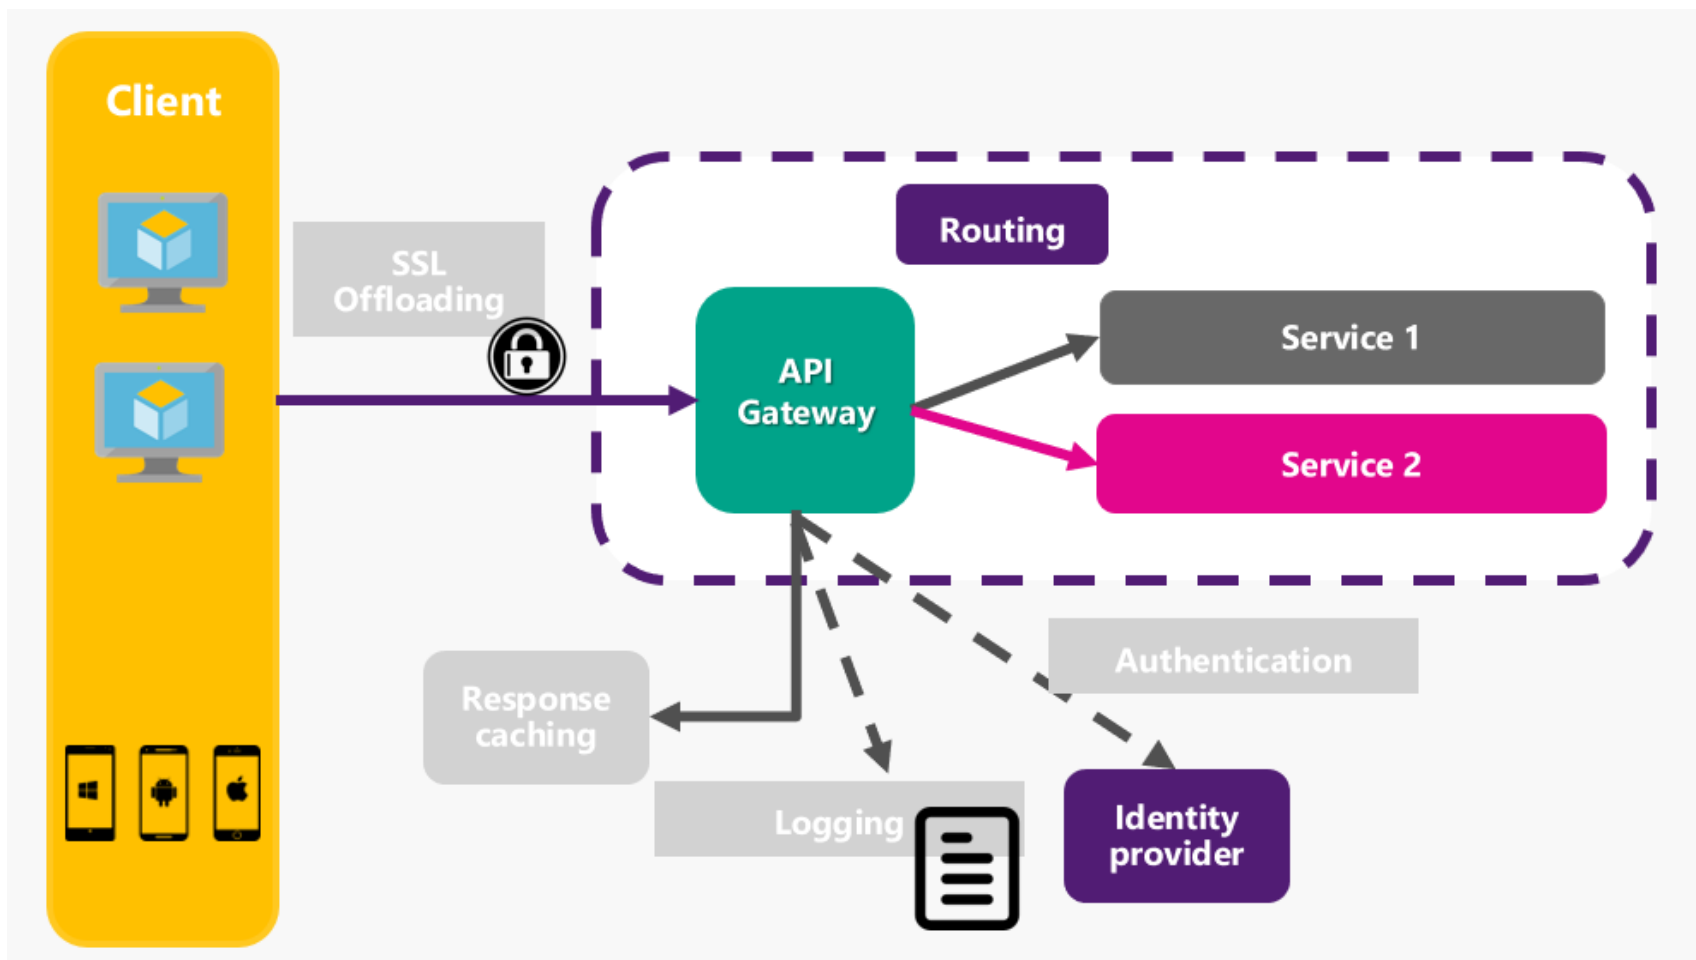 Client
SSL
Offloading
Routing
API
Gateway
Service 1
Service 2
Response
caching
Authentication
Logging
Identity
provider